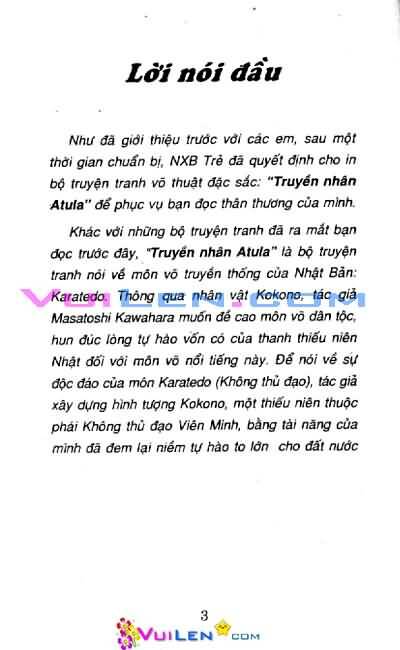 Lời nói đầu
Như đã giới thiệu trước với các em, sau một
thời gian chuẩn bị, NXB Trẻ đã quyết định cho in
bộ truyện tranh võ thuật đặc sắc: "Truyền nhân
Atula" để phục vụ bạn đọc thân thương của mình.
Khác với những bộ truyện tranh đã ra mắt bạn
đọc trước đây, "Truyền nhân Atula" là bộ truyện
tranh nói về môn võ truyền thống của Nhật Bản:
Karatedo. Thông qua nhân vật Kokono, tác giả
Masatoshi Kawahara muốn đề cao môn võ dân tộc,
hun đúc lòng tự hào vốn có của thanh thiếu niên
Nhật đối với môn võ nổi tiếng này. Để nói về sự
độc đáo của môn Karatedo (Không thủ đạo), tác giả
xây dựng hình tượng Kokono, một thiếu niên thuộc
phái Không thủ đạo Viên Minh, bằng tài năng của
mình đã đem lại niềm tự hào to lớn cho đất nước
VUILEN.COM
3
VUILEN.COM